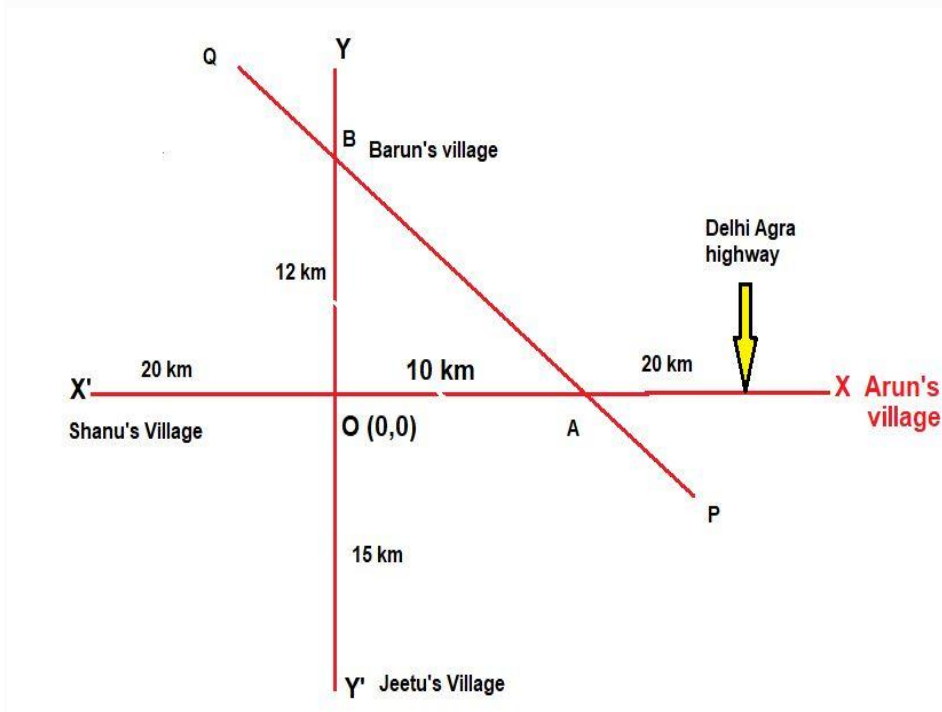 Q
Y
B
Barun's village
Delhi Agra
highway
12 km
20 km
10 km
20 km
X'
X
Arun's
village
Shanu's Village
O (0,0)
A
P
15 km
Y'
Jeetu's Village